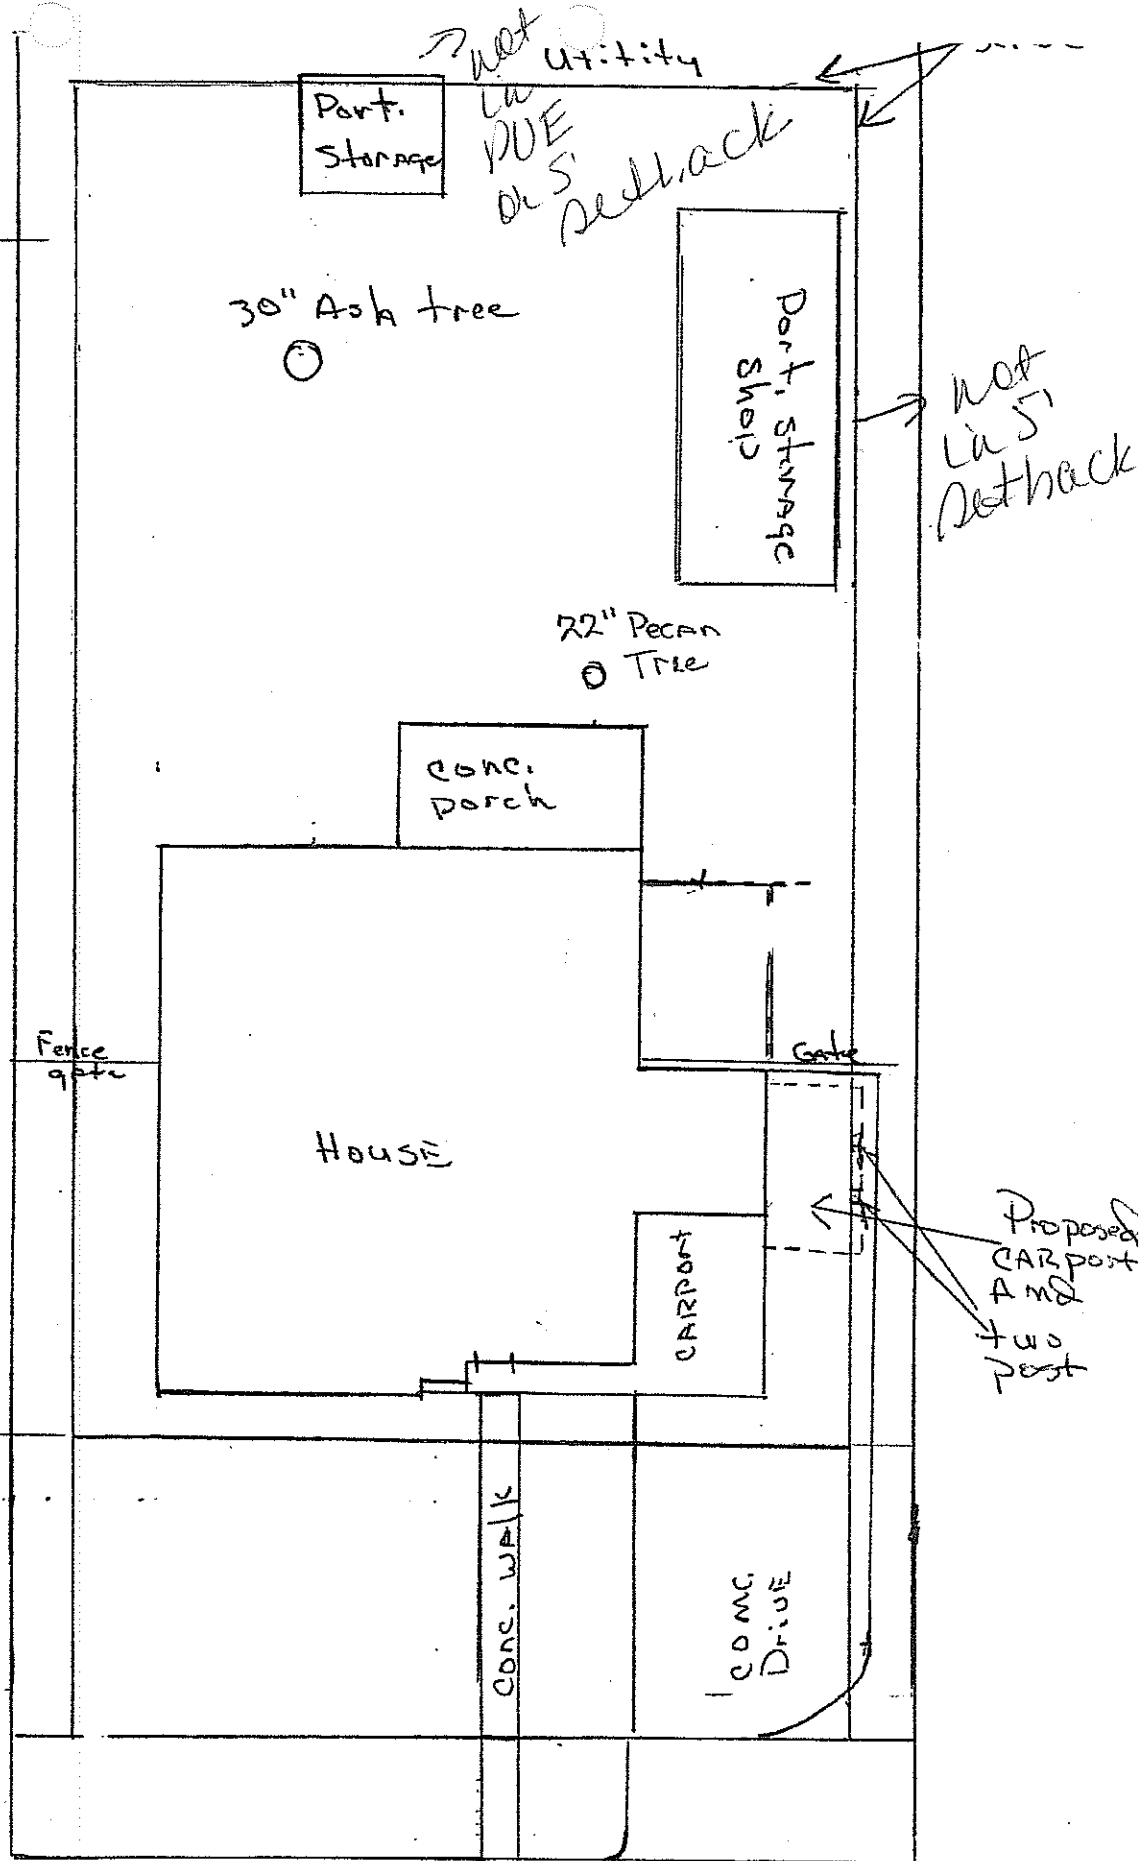 not
Utitity
in
PUE
or 5'
setback
Port.
Storage
30" Ash tree
Port. Storage
Shop
not
in 5'
setback
22" Pecan
Tree
conc.
porch
Fence
gate
Gate
HOUSE
CARPORT
Proposed
CARport
And
two
post
Conc. WAlk
CONC.
DriVE